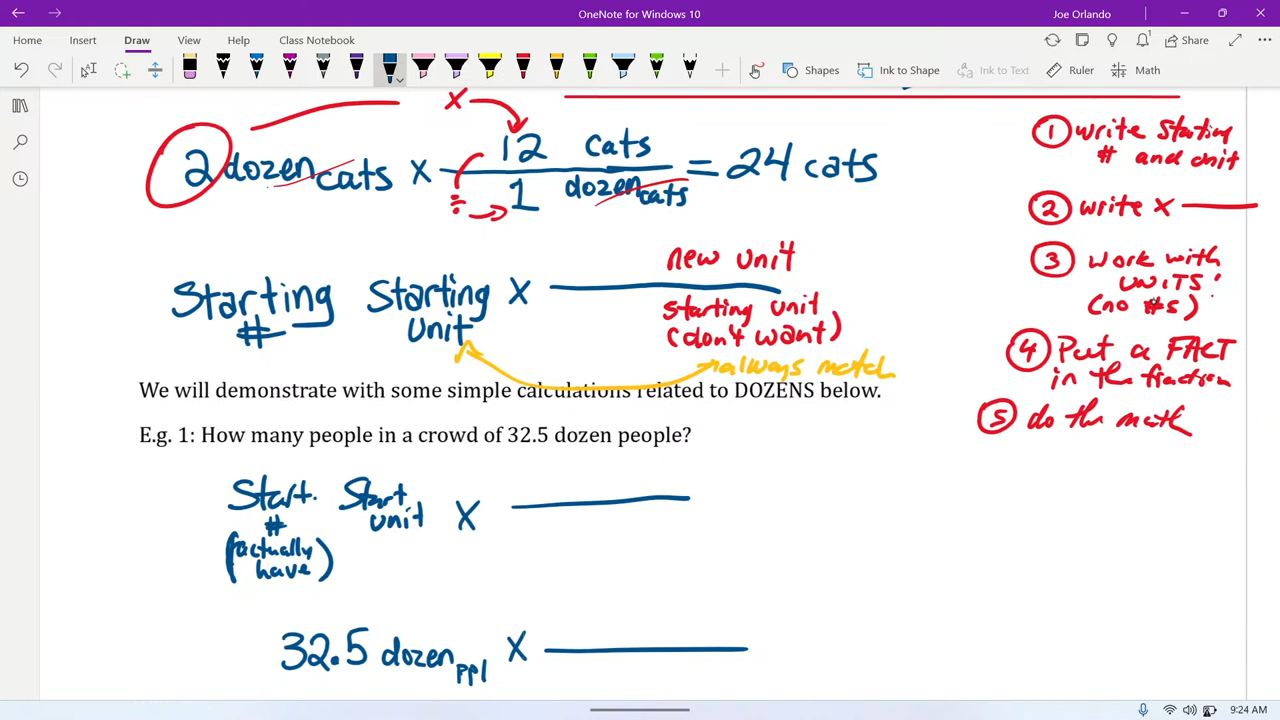 OneNote for Windows 10
Joe Orlando
Home Insert Draw View Help Class Notebook
Share
Shapes Ink to Shapes Ink to Text Ruler Math
x
2 dozen cats x 12 cats = 24 cats
÷ 1 dozen cats
Starting # Starting Unit x new unit
starting unit
(don't want)
always match
We will demonstrate with some simple calculations related to DOZENS below.
E.g. 1: How many people in a crowd of 32.5 dozen people?
Start. # Start unit x
(actually
have)
32.5 dozen ppl x
1 write starting
# and unit
2 write x
3 work with
UNITS!
(no #s)
4 Put a FACT
in the fraction
5 do the math
9:24 AM